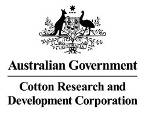 Australian Government
Cotton Research and
Development Corporation